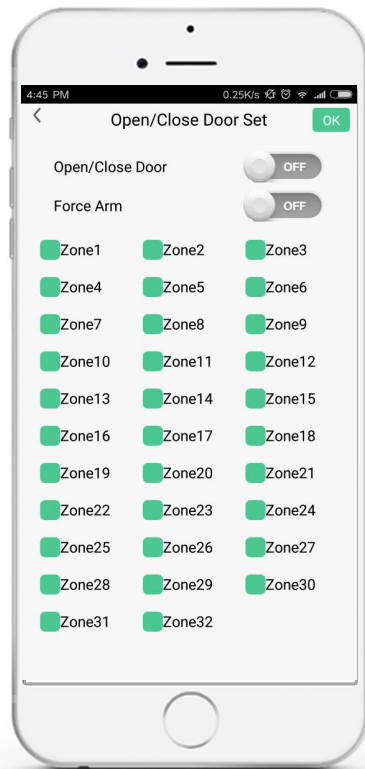 4:45 PM 0.25K/s
Open/Close Door Set OK
Open/Close Door OFF
Force Arm OFF
Zone1 Zone2 Zone3
Zone4 Zone5 Zone6
Zone7 Zone8 Zone9
Zone10 Zone11 Zone12
Zone13 Zone14 Zone15
Zone16 Zone17 Zone18
Zone19 Zone20 Zone21
Zone22 Zone23 Zone24
Zone25 Zone26 Zone27
Zone28 Zone29 Zone30
Zone31 Zone32